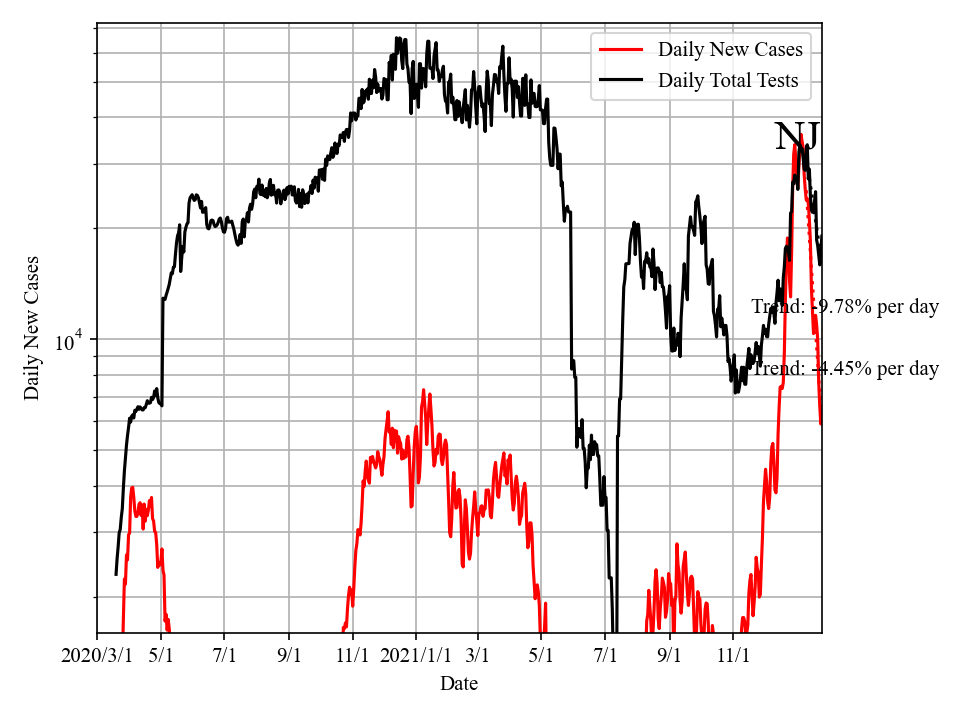 Daily New Cases
Daily Total Tests
NJ
Trend: -9.78% per day
Trend: -4.45% per day
10^4
Daily New Cases
2020/3/1 5/1 7/1 9/1 11/1 2021/1/1 3/1 5/1 7/1 9/1 11/1
Date